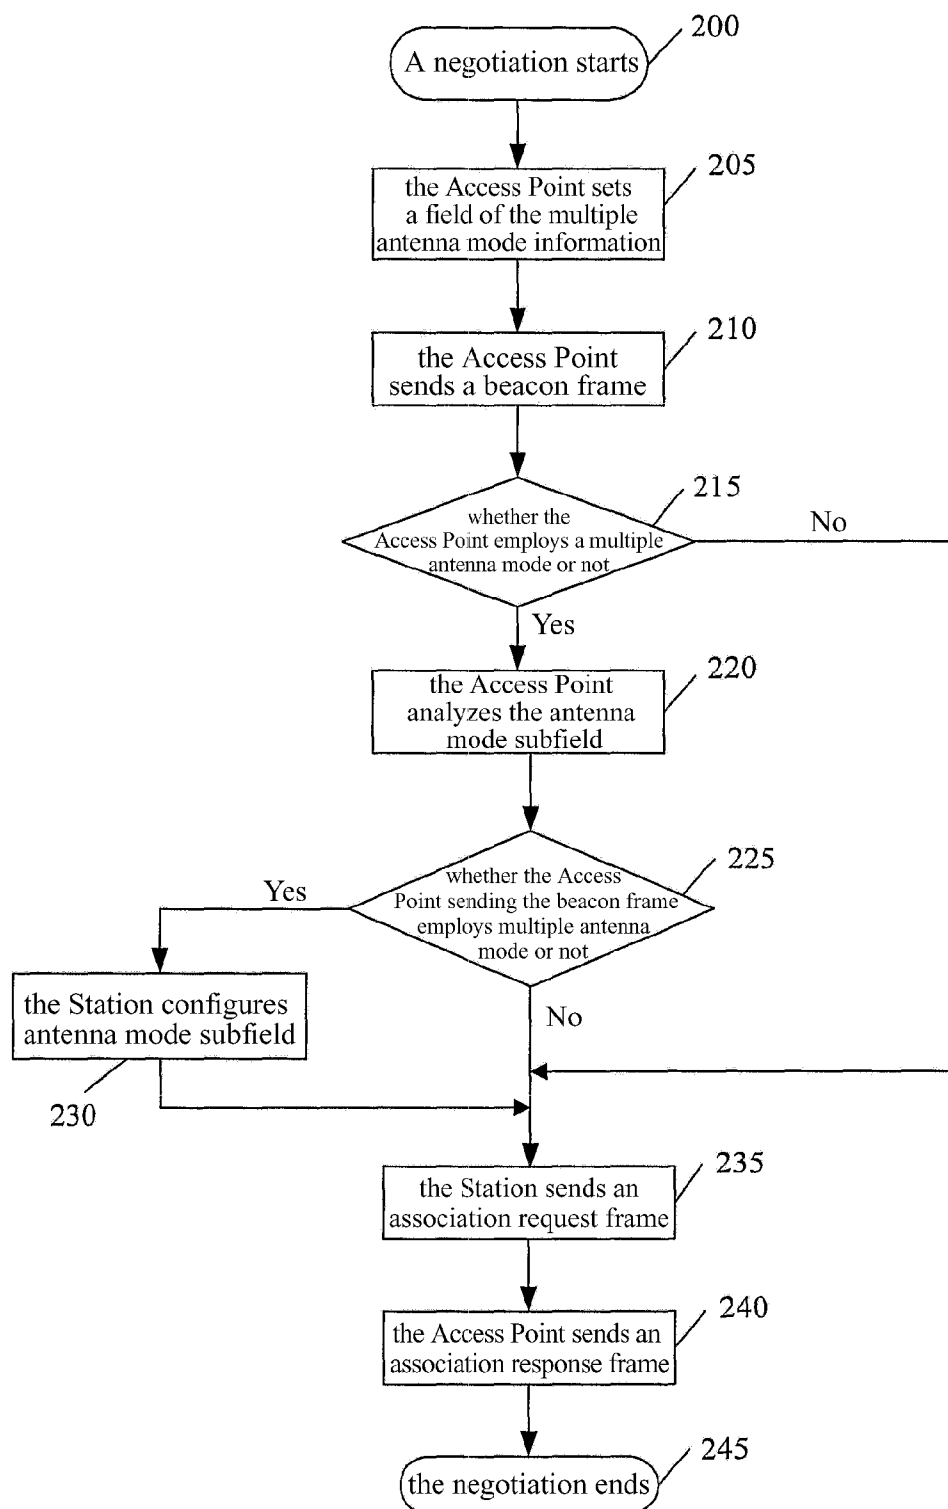 200
A negotiation starts
205
the Access Point sets
a field of the multiple
antenna mode information
210
the Access Point
sends a beacon frame
215
whether the
Access Point employs a multiple
antenna mode or not
No
Yes
220
the Access Point
analyzes the antenna
mode subfield
225
whether the Access
Point sending the beacon frame
employs multiple antenna
mode or not
Yes
the Station configures
antenna mode subfield
230
No
235
the Station sends an
association request frame
240
the Access Point sends an
association response frame
245
the negotiation ends